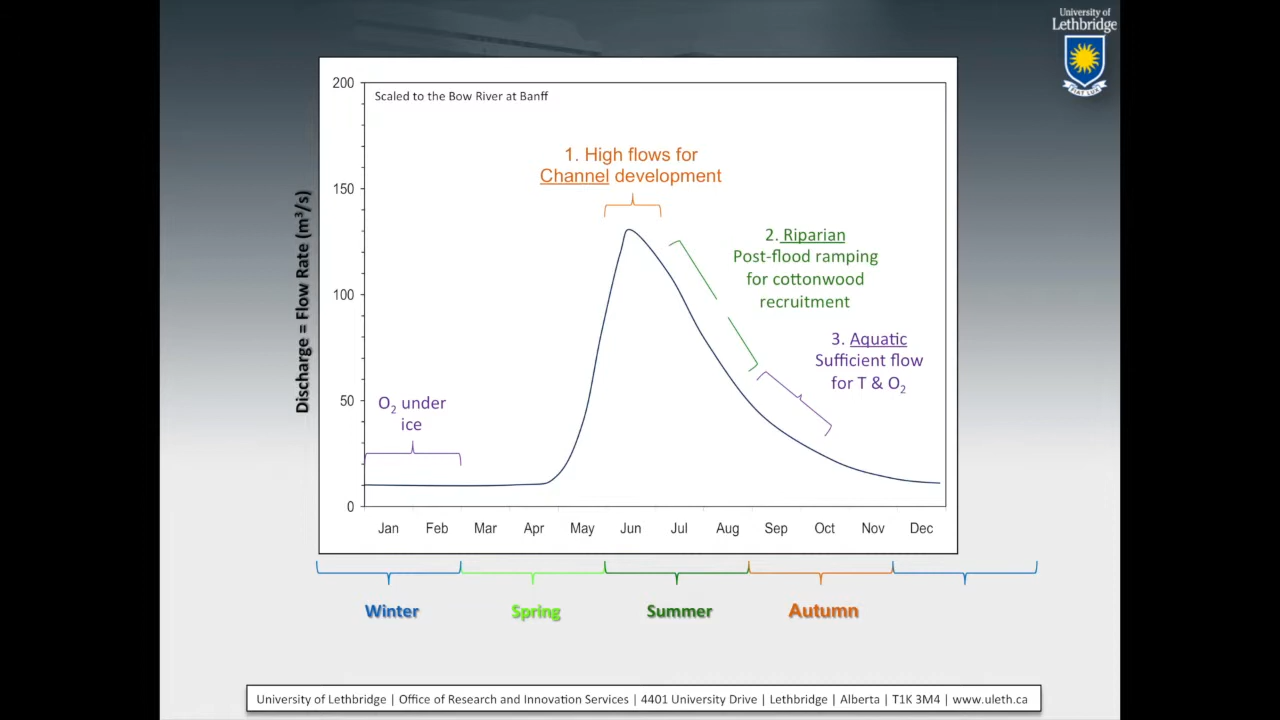 University of
Lethbridge
FIAT LUX
200
Scaled to the Bow River at Banff
1. High flows for
Channel development
150
2. Riparian
Post-flood ramping
for cottonwood
recruitment
Discharge = Flow Rate (m³/s)
100
3. Aquatic
Sufficient flow
for T & O₂
50
O₂ under
ice
0
Jan Feb Mar Apr May Jun Jul Aug Sep Oct Nov Dec
Winter Spring Summer Autumn
University of Lethbridge | Office of Research and Innovation Services | 4401 University Drive | Lethbridge | Alberta | T1K 3M4 | www.uleth.ca